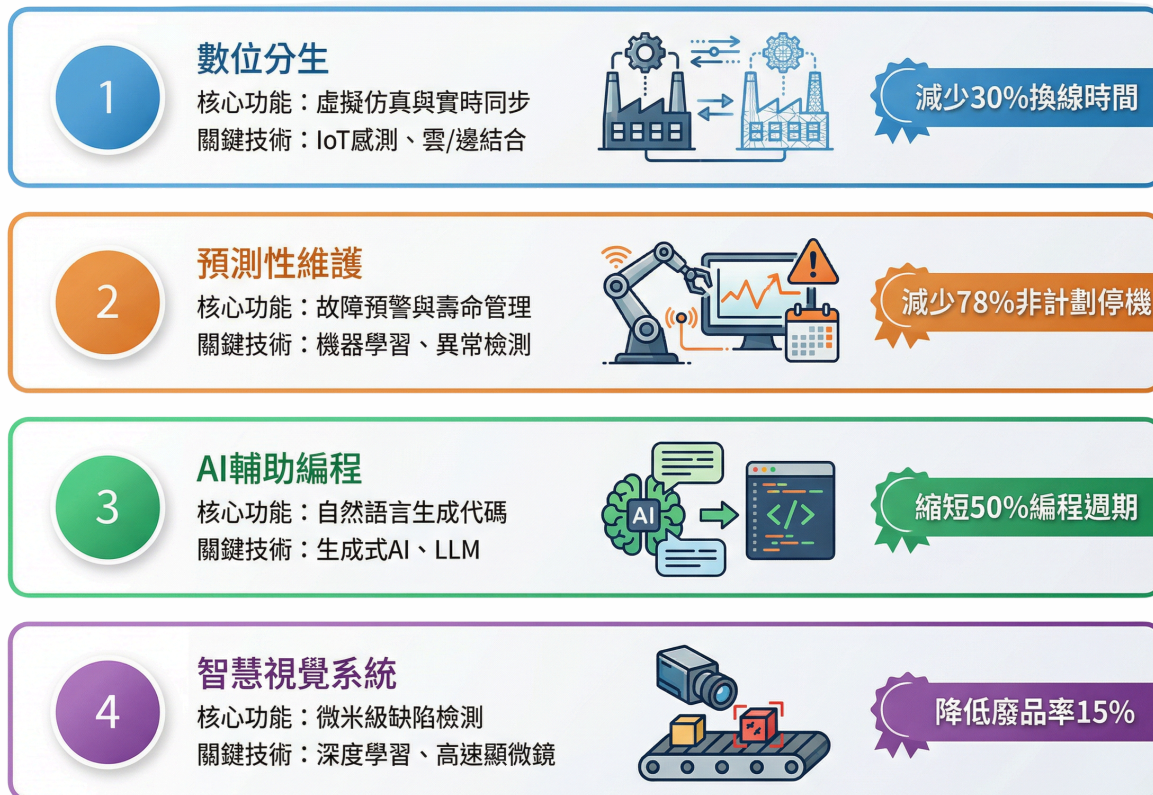 1
數位分生
核心功能：虛擬仿真與實時同步
關鍵技術：IoT感測、雲/邊結合
減少30%換線時間
2
預測性維護
核心功能：故障預警與壽命管理
關鍵技術：機器學習、異常檢測
減少78%非計劃停機
3
AI輔助編程
核心功能：自然語言生成代碼
關鍵技術：生成式AI、LLM
AI
</>
縮短50%編程週期
4
智慧視覺系統
核心功能：微米級缺陷檢測
關鍵技術：深度學習、高速顯微鏡
降低廢品率15%